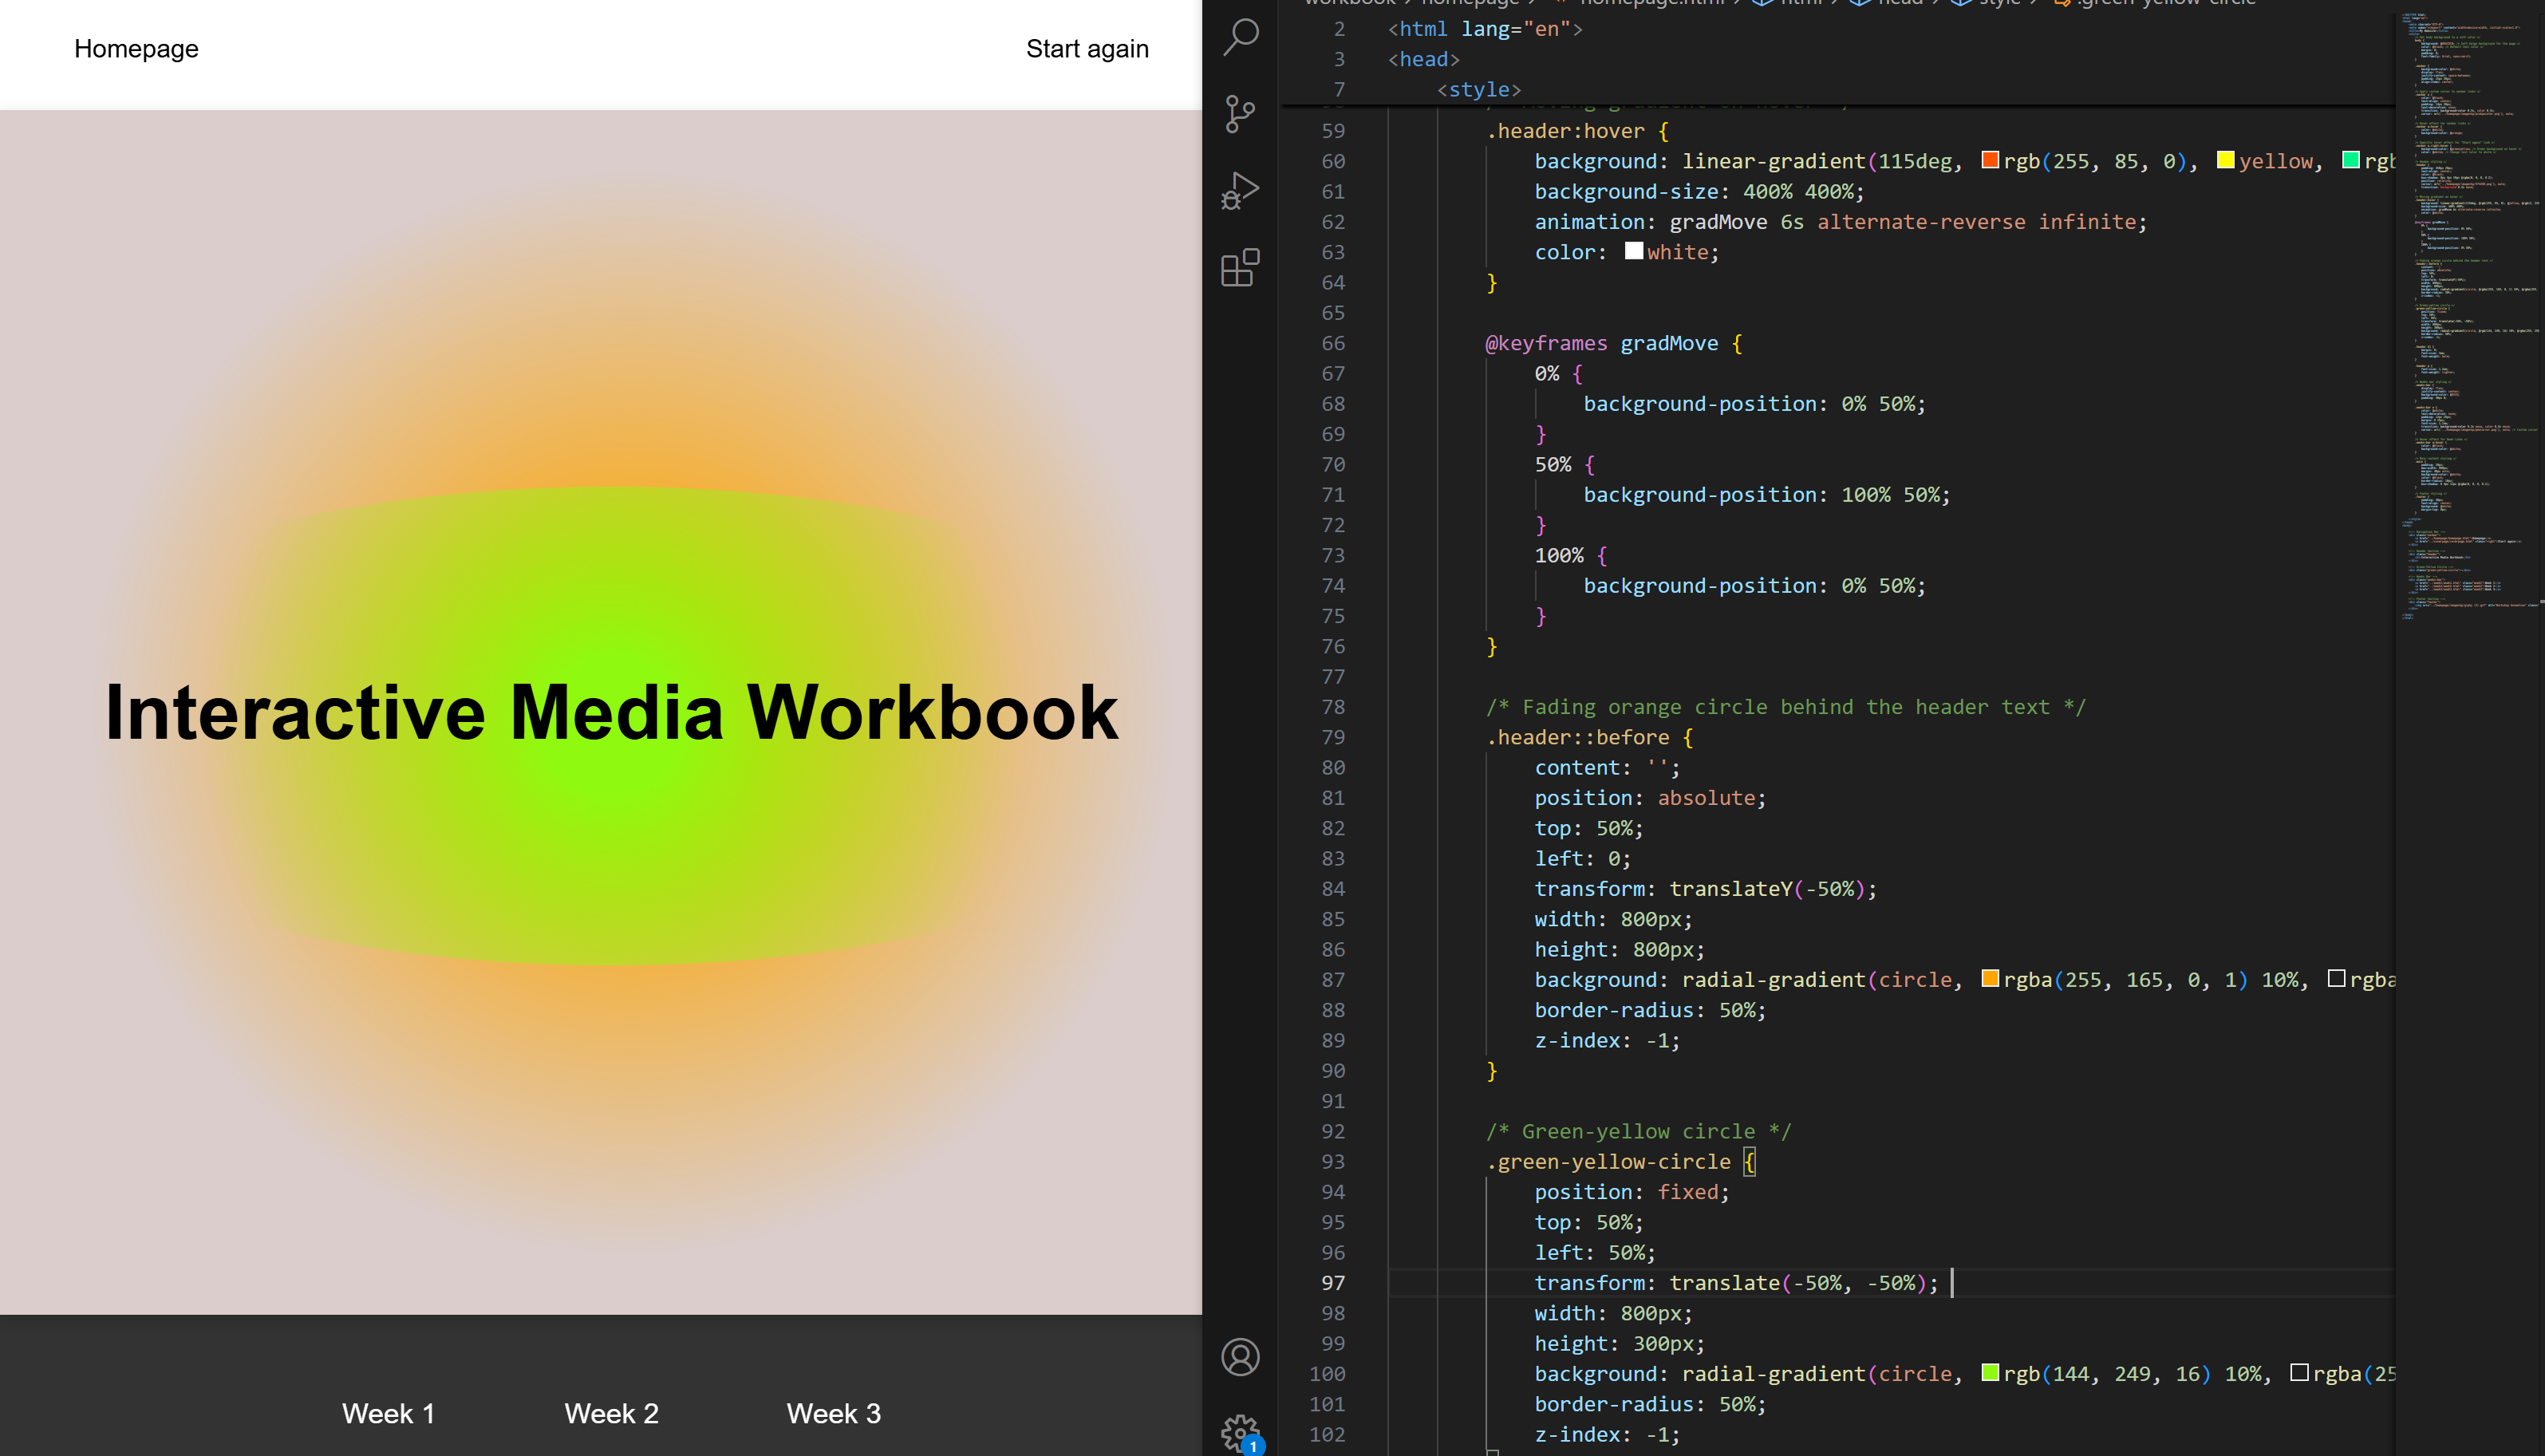 Homepage
Start again
Interactive Media Workbook
Week 1
Week 2
Week 3
1
workbook > homepage > homepage.html > html > head > style > .green-yellow-circle
2 <html lang="en">
3 <head>
7 <style>
59 .header:hover {
60 background: linear-gradient(115deg, rgb(255, 85, 0), yellow, rgb
61 background-size: 400% 400%;
62 animation: gradMove 6s alternate-reverse infinite;
63 color: white;
64 }
65
66 @keyframes gradMove {
67 0% {
68 background-position: 0% 50%;
69 }
70 50% {
71 background-position: 100% 50%;
72 }
73 100% {
74 background-position: 0% 50%;
75 }
76 }
77
78 /* Fading orange circle behind the header text */
79 .header::before {
80 content: '';
81 position: absolute;
82 top: 50%;
83 left: 0;
84 transform: translateY(-50%);
85 width: 800px;
86 height: 800px;
87 background: radial-gradient(circle, rgba(255, 165, 0, 1) 10%, rgba
88 border-radius: 50%;
89 z-index: -1;
90 }
91
92 /* Green-yellow circle */
93 .green-yellow-circle {
94 position: fixed;
95 top: 50%;
96 left: 50%;
97 transform: translate(-50%, -50%);
98 width: 800px;
99 height: 300px;
100 background: radial-gradient(circle, rgb(144, 249, 16) 10%, rgba(25
101 border-radius: 50%;
102 z-index: -1;